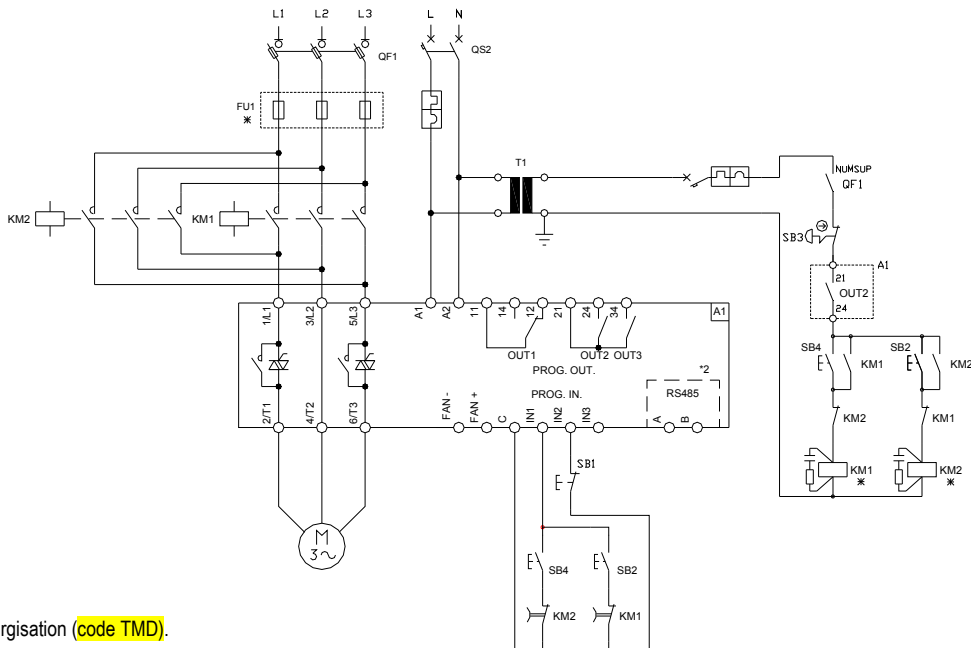 L1 L2 L3 L N
QF1 QS2
FU1
*
T1
NUMSUP
QF1
KM2 KM1
SB3
A1
21
OUT2
24
1/L1 3/L2 5/L3 A1 A2 11 14 12 21 24 34 A1
OUT1 OUT2 OUT3
PROG. OUT.
*2
PROG. IN. RS485
2/T1 4/T2 6/T3 FAN - FAN + C IN1 IN2 IN3 A B
SB4 KM1 SB2 KM2
KM2 KM1
KM1 KM2
* *
SB1
M
3~
SB4 SB2
KM2 KM1
rgisation (code TMD).